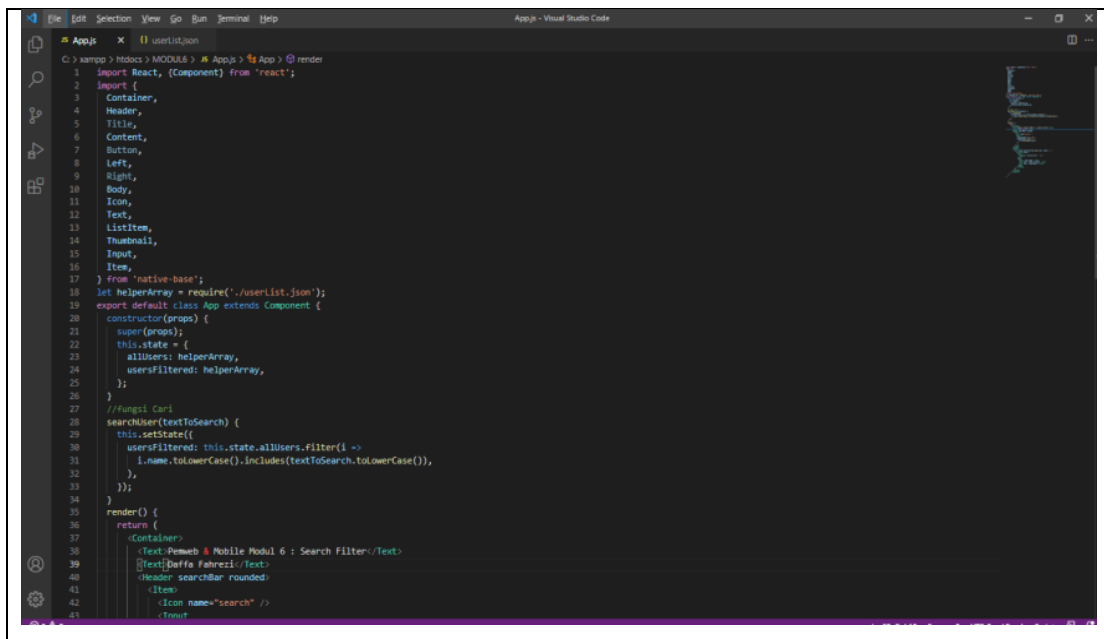 File Edit Selection View Go Run Terminal Help
App.js - Visual Studio Code
App.js
{} userList.json
C: > xampp > htdocs > MODUL6 > App.js > App > render
1 import React, {Component} from 'react';
2 import {
3 Container,
4 Header,
5 Title,
6 Content,
7 Button,
8 Left,
9 Right,
10 Body,
11 Icon,
12 Text,
13 ListItem,
14 Thumbnail,
15 Input,
16 Item,
17 } from 'native-base';
18 let helperArray = require('./userList.json');
19 export default class App extends Component {
20 constructor(props) {
21 super(props);
22 this.state = {
23 allUsers: helperArray,
24 usersFiltered: helperArray,
25 };
26 }
27 //fungsi Cari
28 searchUser(textToSearch) {
29 this.setState({
30 usersFiltered: this.state.allUsers.filter(i =>
31 i.name.toLowerCase().includes(textToSearch.toLowerCase()),
32 ),
33 });
34 }
35 render() {
36 return (
37 <Container>
38 <Text>Pemweb & Mobile Modul 6 : Search Filter</Text>
39 <Text>Daffa Fahrezi</Text>
40 <Header searchBar rounded>
41 <Item>
42 <Icon name="search" />
43 <Input